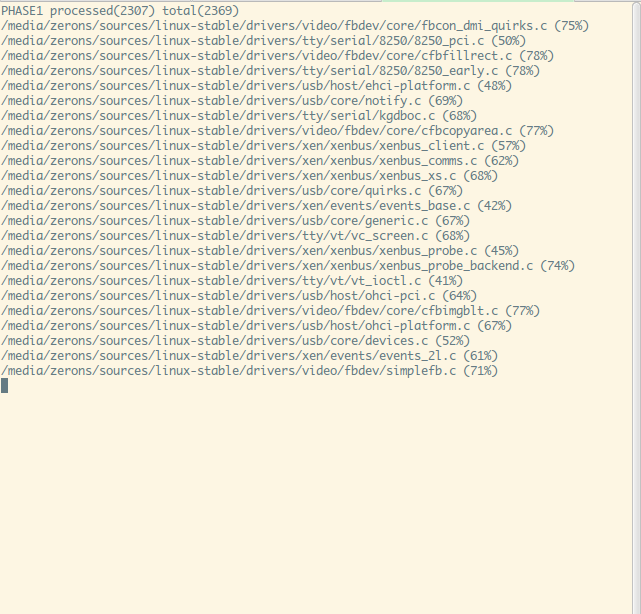 PHASE1 processed(2307) total(2369)
/media/zerons/sources/linux-stable/drivers/video/fbdev/core/fbcon_dmi_quirks.c (75%)
/media/zerons/sources/linux-stable/drivers/tty/serial/8250/8250_pci.c (50%)
/media/zerons/sources/linux-stable/drivers/video/fbdev/core/cfbfillrect.c (78%)
/media/zerons/sources/linux-stable/drivers/tty/serial/8250/8250_early.c (78%)
/media/zerons/sources/linux-stable/drivers/usb/host/ehci-platform.c (48%)
/media/zerons/sources/linux-stable/drivers/usb/core/notify.c (69%)
/media/zerons/sources/linux-stable/drivers/tty/serial/kgdboc.c (68%)
/media/zerons/sources/linux-stable/drivers/video/fbdev/core/cfbcopyarea.c (77%)
/media/zerons/sources/linux-stable/drivers/xen/xenbus/xenbus_client.c (57%)
/media/zerons/sources/linux-stable/drivers/xen/xenbus/xenbus_comms.c (62%)
/media/zerons/sources/linux-stable/drivers/xen/xenbus/xenbus_xs.c (68%)
/media/zerons/sources/linux-stable/drivers/usb/core/quirks.c (67%)
/media/zerons/sources/linux-stable/drivers/xen/events/events_base.c (42%)
/media/zerons/sources/linux-stable/drivers/usb/core/generic.c (67%)
/media/zerons/sources/linux-stable/drivers/tty/vt/vc_screen.c (68%)
/media/zerons/sources/linux-stable/drivers/xen/xenbus/xenbus_probe.c (45%)
/media/zerons/sources/linux-stable/drivers/xen/xenbus/xenbus_probe_backend.c (74%)
/media/zerons/sources/linux-stable/drivers/tty/vt/vt_ioctl.c (41%)
/media/zerons/sources/linux-stable/drivers/usb/host/ohci-pci.c (64%)
/media/zerons/sources/linux-stable/drivers/video/fbdev/core/cfbimgblt.c (77%)
/media/zerons/sources/linux-stable/drivers/usb/host/ohci-platform.c (67%)
/media/zerons/sources/linux-stable/drivers/usb/core/devices.c (52%)
/media/zerons/sources/linux-stable/drivers/xen/events/events_2l.c (61%)
/media/zerons/sources/linux-stable/drivers/video/fbdev/simplefb.c (71%)